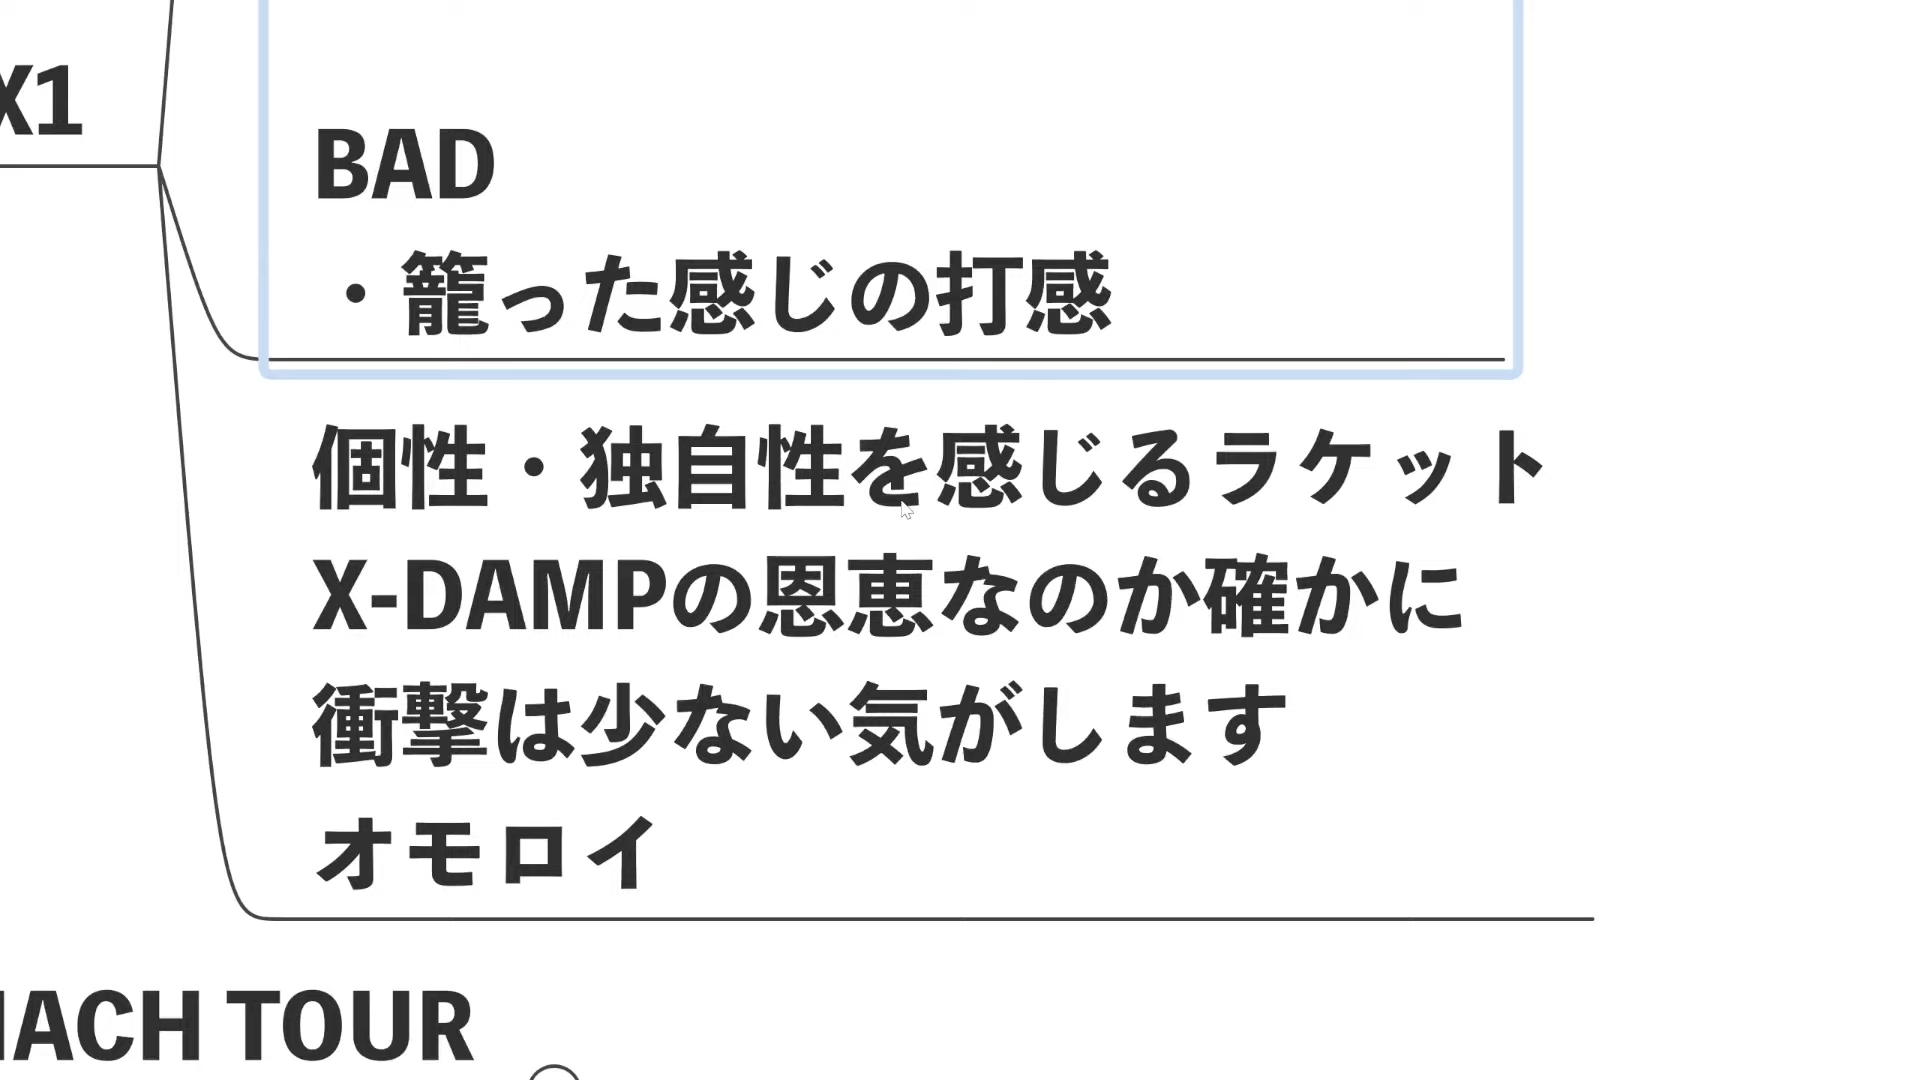 X1
BAD
・籠った感じの打感
個性・独自性を感じるラケット
X-DAMPの恩恵なのか確かに
衝撃は少ない気がします
オモロイ
MACH TOUR